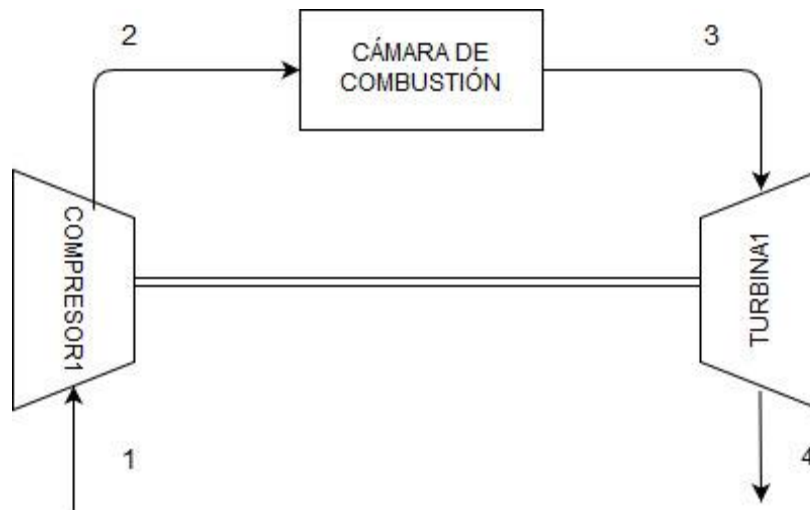 2
CÁMARA DE
COMBUSTIÓN
3
COMPRESOR1
TURBINA1
1
4